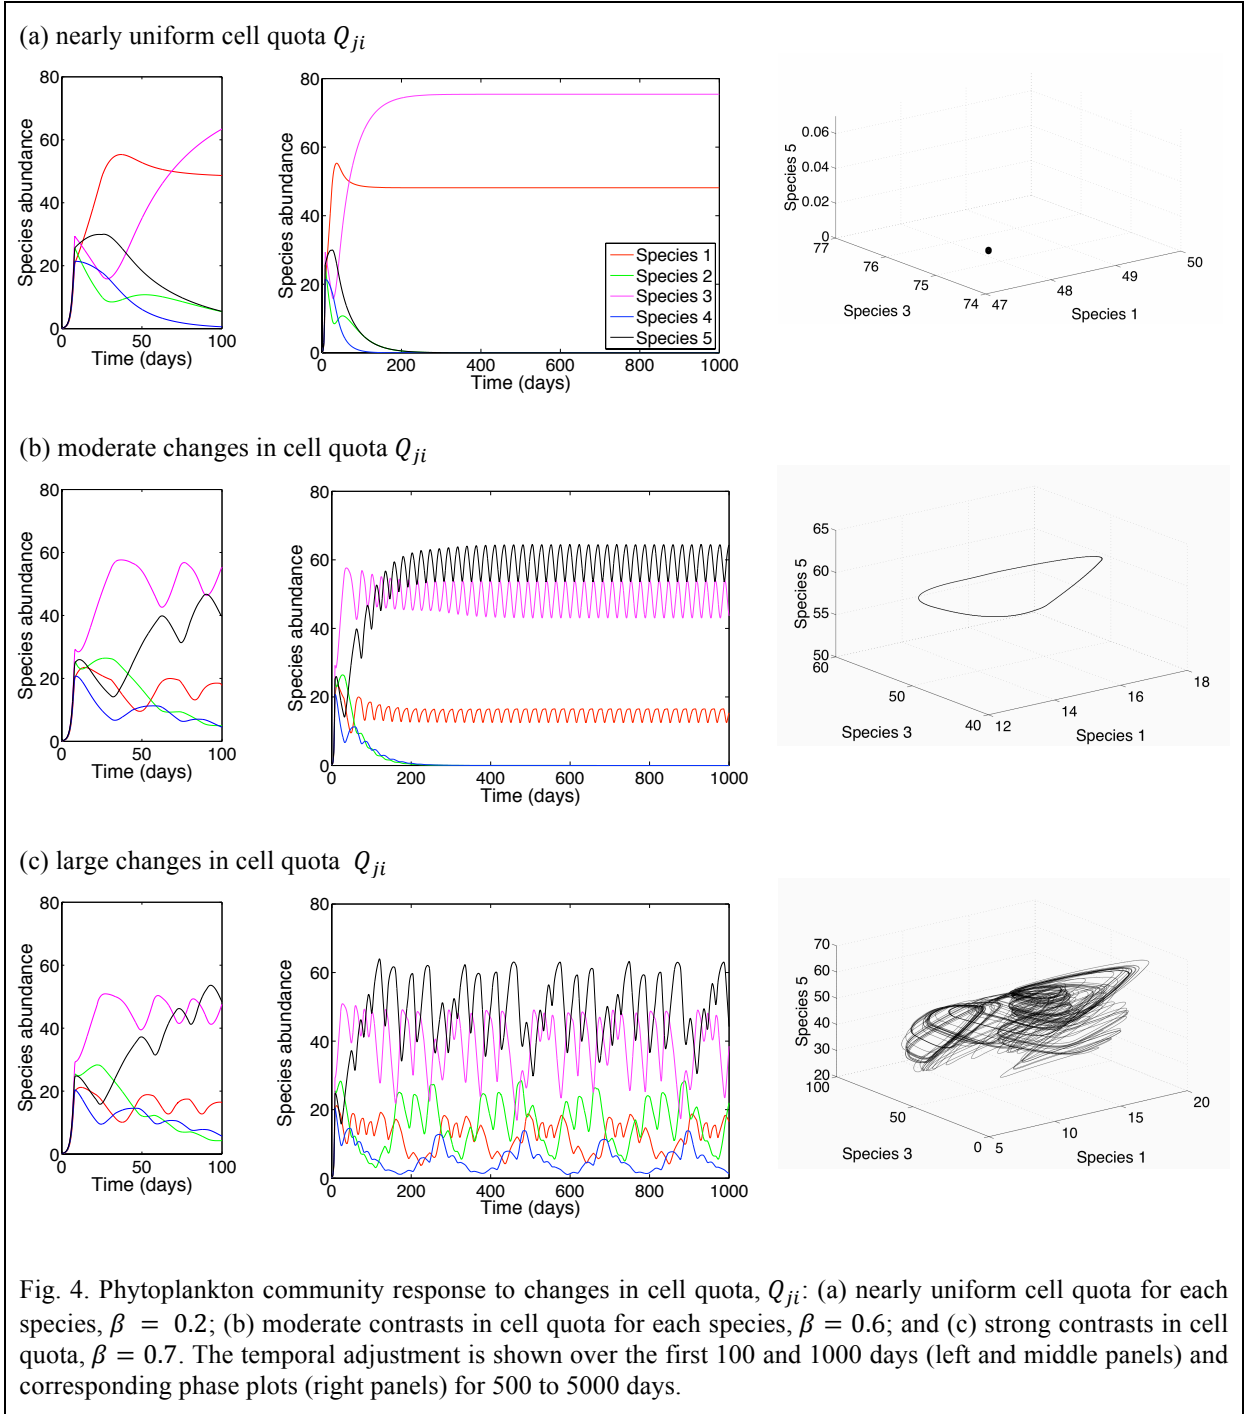 (a) nearly uniform cell quota Q_{ji}
80
60
40
20
0
0 50 100
Species abundance
Time (days)
80
60
40
20
0
0 200 400 600 800 1000
Species abundance
Time (days)
Species 1
Species 2
Species 3
Species 4
Species 5
0.06
0.04
0.02
0
77
76
75
74
47
48
49
50
Species 5
Species 3
Species 1
(b) moderate changes in cell quota Q_{ji}
80
60
40
20
0
0 50 100
Species abundance
Time (days)
80
60
40
20
0
0 200 400 600 800 1000
Species abundance
Time (days)
65
60
55
50
60
50
40
12
14
16
18
Species 5
Species 3
Species 1
(c) large changes in cell quota Q_{ji}
80
60
40
20
0
0 50 100
Species abundance
Time (days)
80
60
40
20
0
0 200 400 600 800 1000
Species abundance
Time (days)
70
60
50
40
30
20
100
50
0
5
10
15
20
Species 5
Species 3
Species 1
Fig. 4. Phytoplankton community response to changes in cell quota, Q_{ji}: (a) nearly uniform cell quota for each
species, β = 0.2; (b) moderate contrasts in cell quota for each species, β = 0.6; and (c) strong contrasts in cell
quota, β = 0.7. The temporal adjustment is shown over the first 100 and 1000 days (left and middle panels) and
corresponding phase plots (right panels) for 500 to 5000 days.